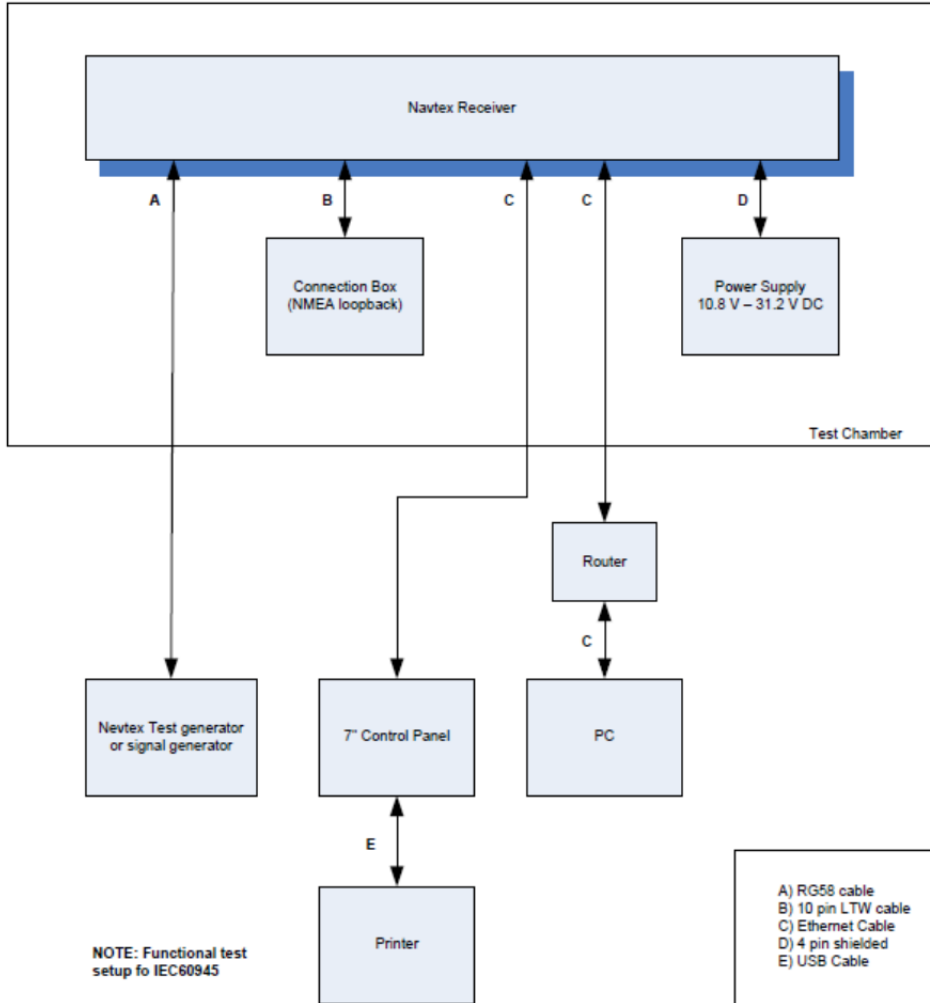 Navtex Receiver
A
B
C
C
D
Connection Box
(NMEA loopback)
Power Supply
10.8 V – 31.2 V DC
Test Chamber
Router
C
Nevtex Test generator
or signal generator
7” Control Panel
PC
E
Printer
NOTE: Functional test
setup fo IEC60945
A) RG58 cable
B) 10 pin LTW cable
C) Ethernet Cable
D) 4 pin shielded
E) USB Cable